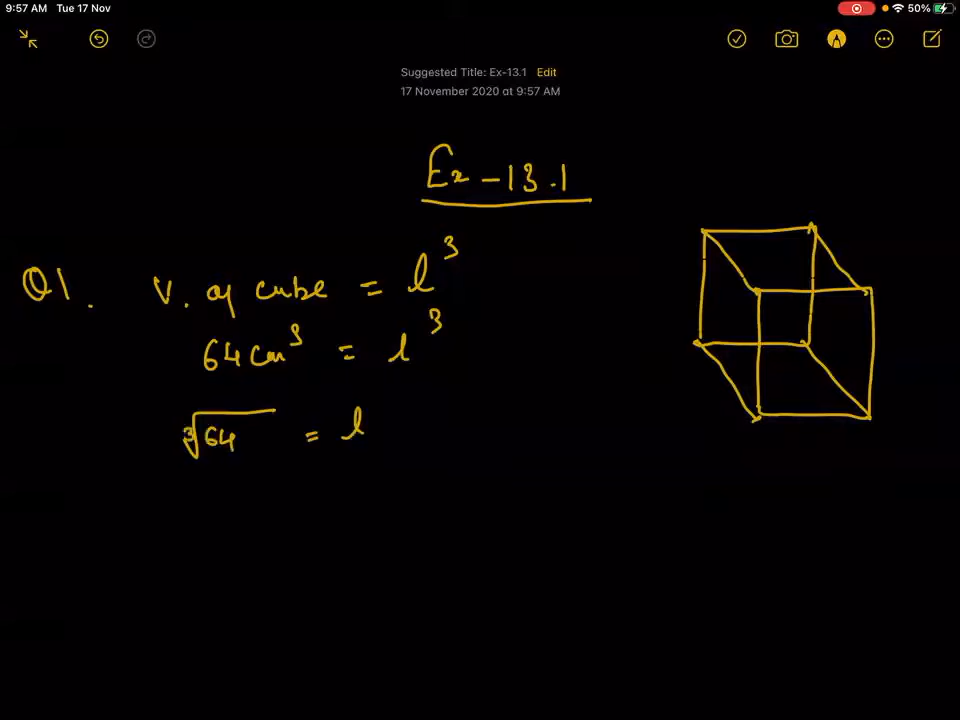 9:57 AM Tue 17 Nov 50%
Suggested Title: Ex-13.1 Edit
17 November 2020 at 9:57 AM
Ex - 13.1
Q1. V. of cube = l³
64 cm³ = l³
∛64 = l